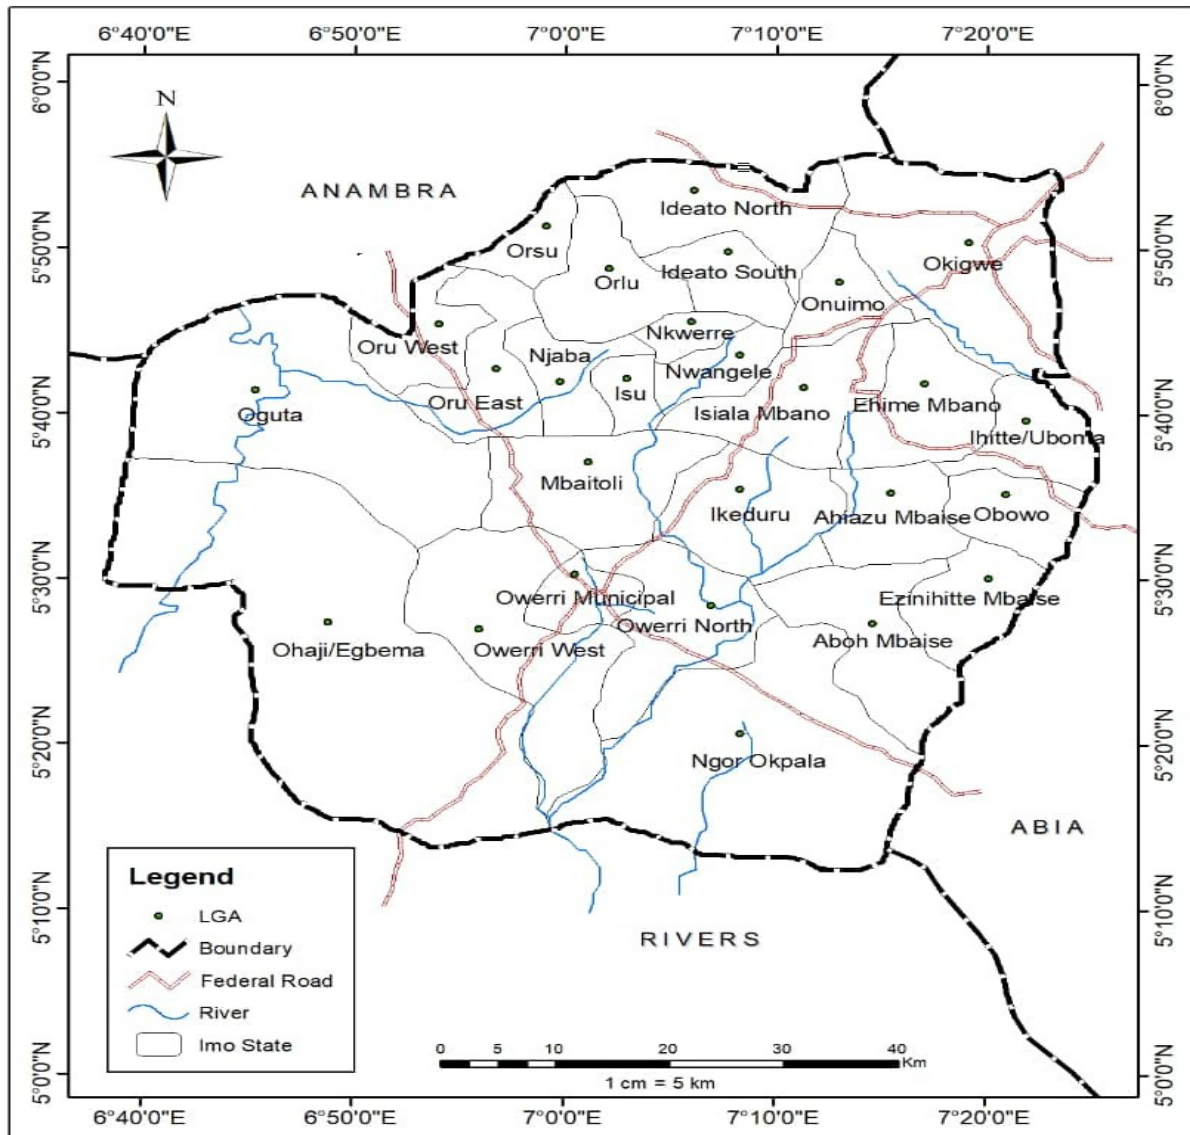 6°40'0"E 6°50'0"E 7°0'0"E 7°10'0"E 7°20'0"E
6°0'0"N
6°0'0"N
N
ANAMBRA
Ideato North
5°50'0"N
Orsu
Ideato South
Okigwe
5°50'0"N
Orlu
Onuimo
Nkwerre
Oru West
Njaba
Nwangele
Isu
Oru East
Isiala Mbano
Ehime Mbano
5°40'0"N
Oguta
5°40'0"N
Ihitte/Uboma
Mbaitoli
Ikeduru
Ahiazu Mbaise
Obowo
5°30'0"N
5°30'0"N
Owerri Municipal
Ezinihitte Mbaise
Owerri North
Aboh Mbaise
Ohaji/Egbema
Owerri West
5°20'0"N
Ngor Okpala
5°20'0"N
ABIA
Legend
LGA
5°10'0"N
5°10'0"N
RIVERS
Boundary
Federal Road
River
Imo State
0 5 10 20 30 40
Km
1 cm = 5 km
5°0'0"N
5°0'0"N
6°40'0"E 6°50'0"E 7°0'0"E 7°10'0"E 7°20'0"E